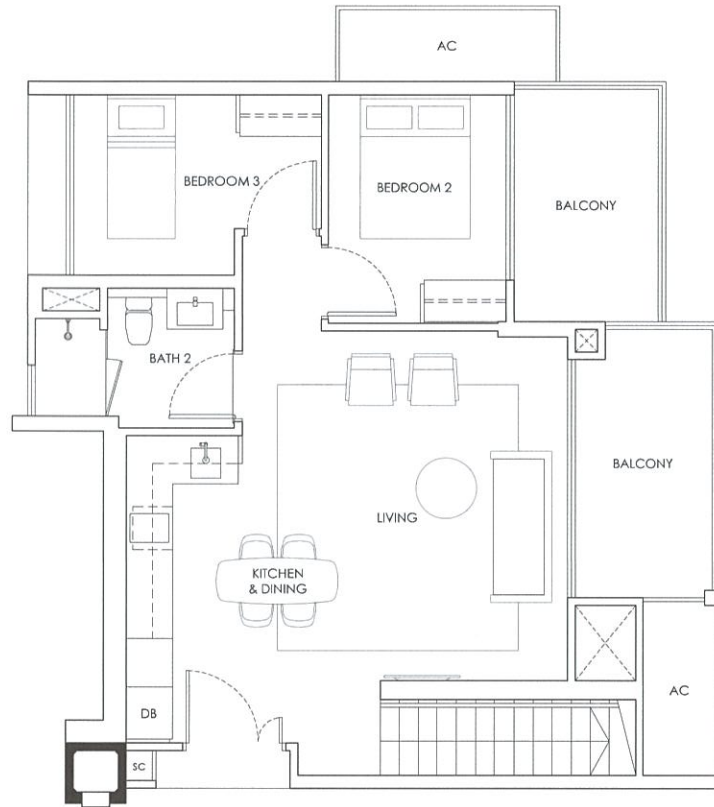 AC
BEDROOM 3
BEDROOM 2
BALCONY
BATH 2
BALCONY
LIVING
KITCHEN
& DINING
DB
AC
SC